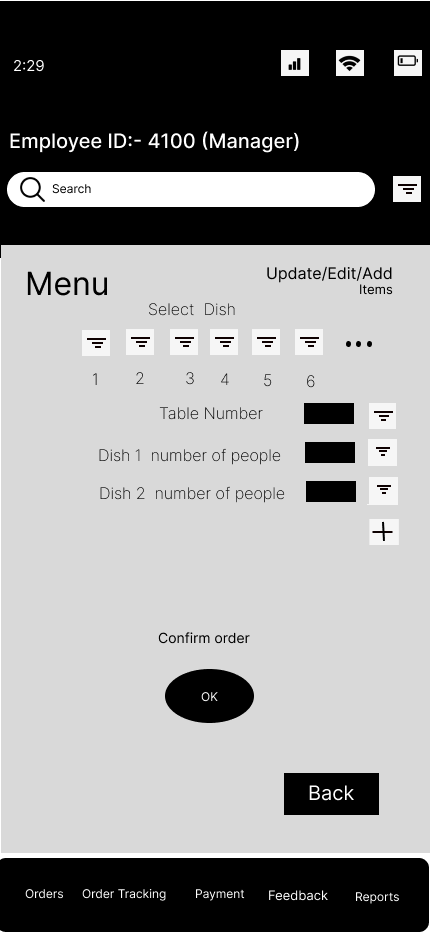 2:29
Employee ID:- 4100 (Manager)
Search
Menu
Update/Edit/Add
Items
Select Dish
1 2 3 4 5 6
Table Number
Dish 1 number of people
Dish 2 number of people
Confirm order
OK
Back
Orders Order Tracking Payment Feedback Reports